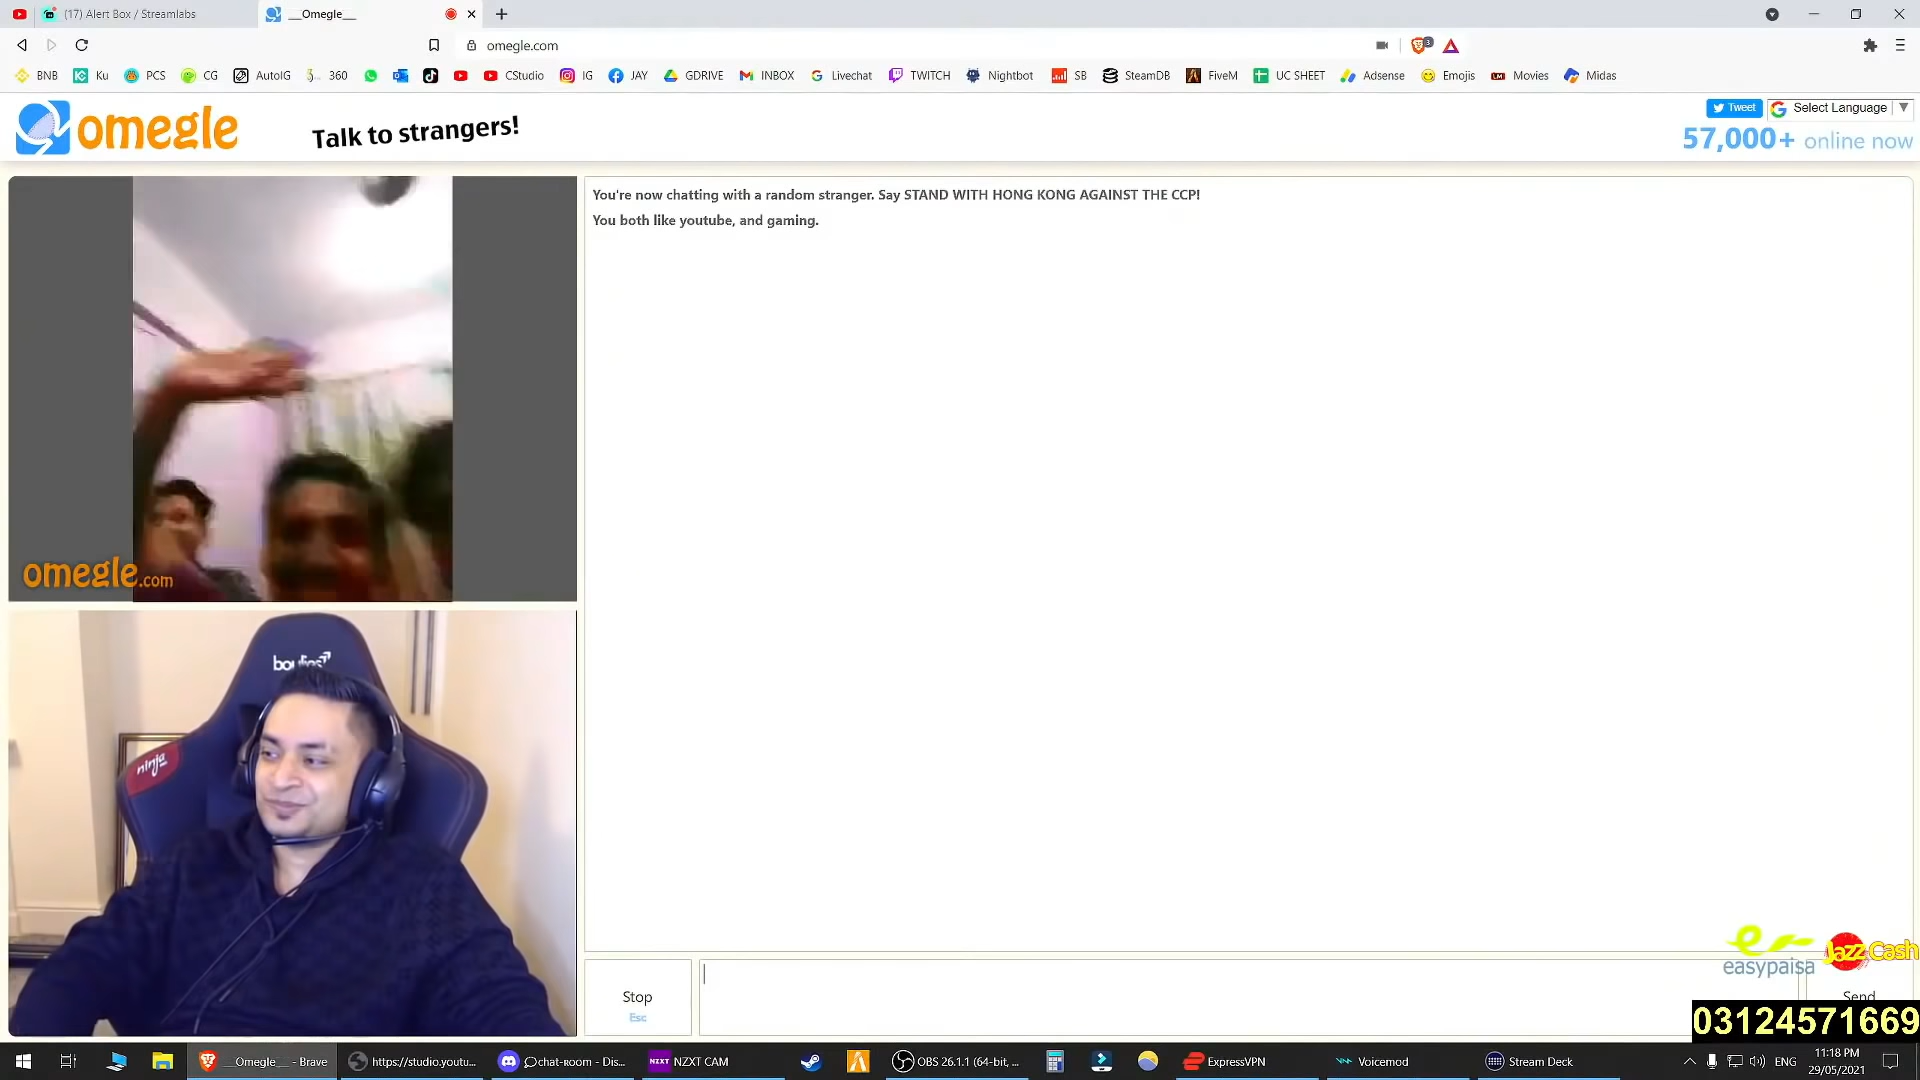 (17) Alert Box / Streamlabs
__Omegle__
omegle.com
3
BNB
Ku
PCS
CG
AutoIG
360
CStudio
IG
JAY
GDRIVE
INBOX
Livechat
TWITCH
Nightbot
SB
SteamDB
FiveM
UC SHEET
Adsense
Emojis
Movies
Midas
omegle
Talk to strangers!
Tweet
Select Language
57,000+ online now
You're now chatting with a random stranger. Say STAND WITH HONG KONG AGAINST THE CCP!
You both like youtube, and gaming.
omegle.com
ninja
Stop
Esc
easypaisa
JazzCash
Send
03124571669
__Omegle__ - Brave
https://studio.youtu...
chat-room - Dis...
NZXT
NZXT CAM
OBS 26.1.1 (64-bit, ...
ExpressVPN
Voicemod
Stream Deck
ENG
11:18 PM
29/05/2021